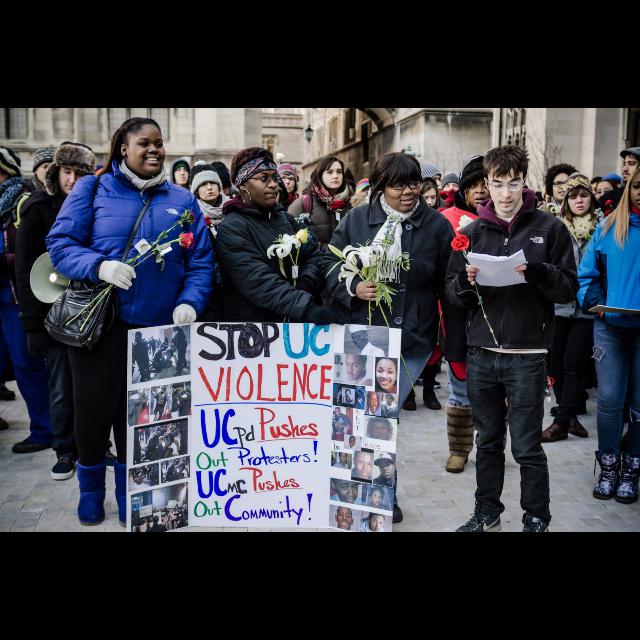 STOP UC
VIOLENCE
UCpd Pushes
Out Protesters!
UCMC Pushes
Out Community!